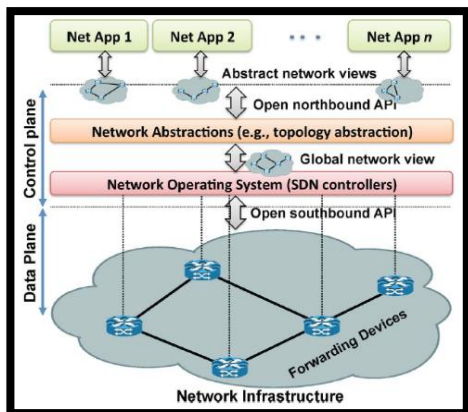 Net App 1
Net App 2
. . .
Net App n
Abstract network views
Open northbound API
Control plane
Network Abstractions (e.g., topology abstraction)
Global network view
Network Operating System (SDN controllers)
Open southbound API
Data Plane
Forwarding Devices
Network Infrastructure